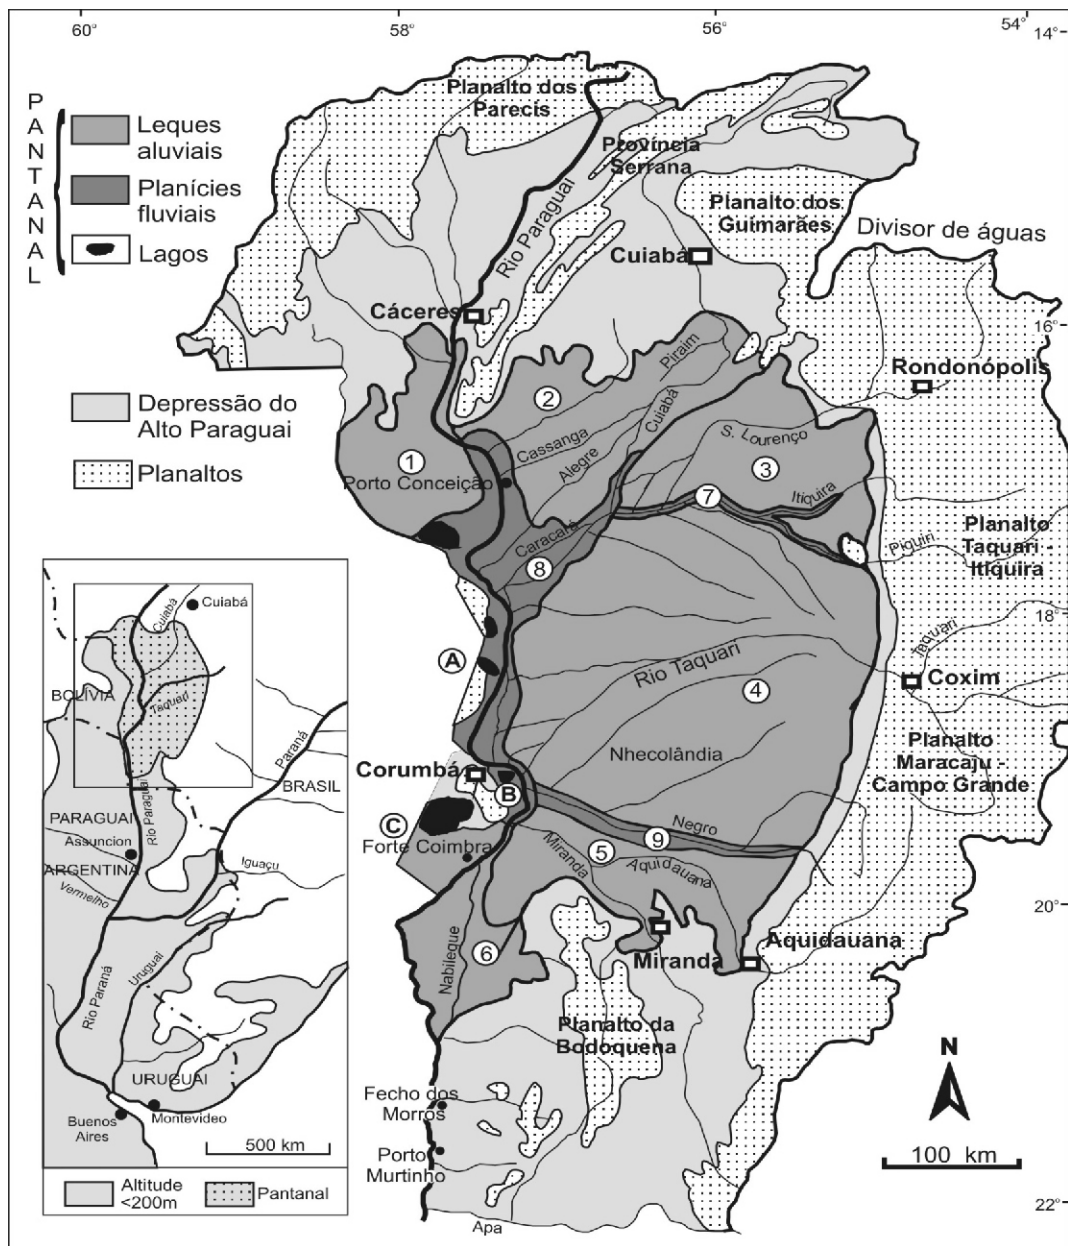 60°
58°
56°
54°
14°
PANTANAL
Leques
aluviais
Planícies
fluviais
Lagos
Depressão do
Alto Paraguai
Planaltos
Planalto dos
Parecis
Província
Serrana
Planalto dos
Guimarães
Divisor de águas
Rio Paraguai
Cuiabá
Cáceres
16°
Rondonópolis
Piraim
Cuiabá
2
Cassanga
Alegre
S. Lourenço
3
1
Porto Conceição
7
Itiquira
Caracará
8
Piquiri
Planalto
Taquari -
Itiquira
18°
A
Rio Taquari
4
Taquari
Coxim
Nhecolândia
Planalto
Maracaju -
Campo Grande
Corumbá
B
C
Forte Coimbra
Negro
9
5
Miranda
Aquidauana
20°
Nabileque
6
Miranda
Aquidauana
Planalto da
Bodoquena
N
Fecho dos
Morros
Porto
Murtinho
100 km
Apa
22°
Cuiabá
Cuiabá
BOLÍVIA
Taquari
Paraná
BRASIL
Rio Paraguai
PARAGUAI
Assuncion
ARGENTINA
Iguaçu
Vermelho
Uruguai
Rio Paraná
URUGUAI
Buenos
Aires
Montevideo
500 km
Altitude
<200m
Pantanal